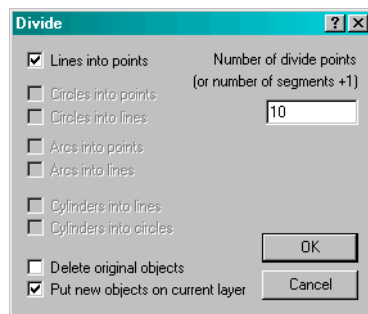 Divide
Lines into points
Number of divide points
(or number of segments +1)
10
Circles into points
Circles into lines
Arcs into points
Arcs into lines
Cylinders into lines
Cylinders into circles
Delete original objects
Put new objects on current layer
OK
Cancel